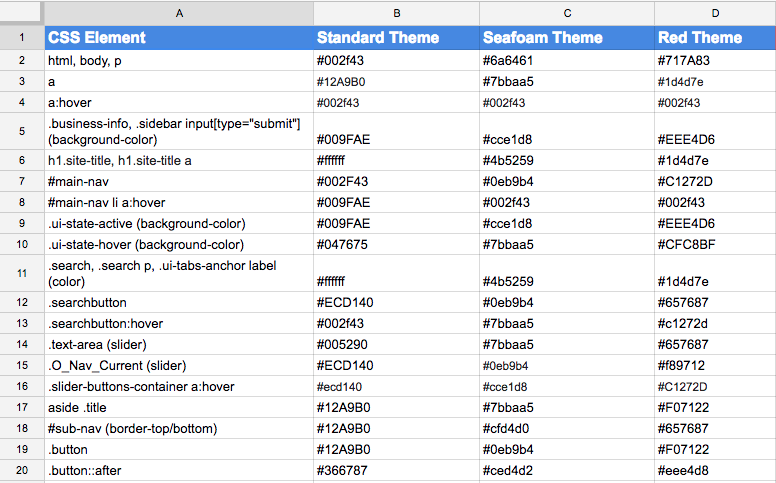 A B C D
1 CSS Element Standard Theme Seafoam Theme Red Theme
2 html, body, p #002f43 #6a6461 #717A83
3 a #12A9B0 #7bbaa5 #1d4d7e
4 a:hover #002f43 #002f43 #002f43
.business-info, .sidebar input[type="submit"]
5 (background-color) #009FAE #cce1d8 #EEE4D6
6 h1.site-title, h1.site-title a #ffffff #4b5259 #1d4d7e
7 #main-nav #002F43 #0eb9b4 #C1272D
8 #main-nav li a:hover #009FAE #002f43 #002f43
9 .ui-state-active (background-color) #009FAE #cce1d8 #EEE4D6
10 .ui-state-hover (background-color) #047675 #7bbaa5 #CFC8BF
.search, .search p, .ui-tabs-anchor label
11 (color) #ffffff #4b5259 #1d4d7e
12 .searchbutton #ECD140 #0eb9b4 #657687
13 .searchbutton:hover #002f43 #7bbaa5 #c1272d
14 .text-area (slider) #005290 #7bbaa5 #657687
15 .O_Nav_Current (slider) #ECD140 #0eb9b4 #f89712
16 .slider-buttons-container a:hover #ecd140 #cce1d8 #C1272D
17 aside .title #12A9B0 #7bbaa5 #F07122
18 #sub-nav (border-top/bottom) #12A9B0 #cfd4d0 #657687
19 .button #12A9B0 #0eb9b4 #F07122
20 .button::after #366787 #ced4d2 #eee4d8